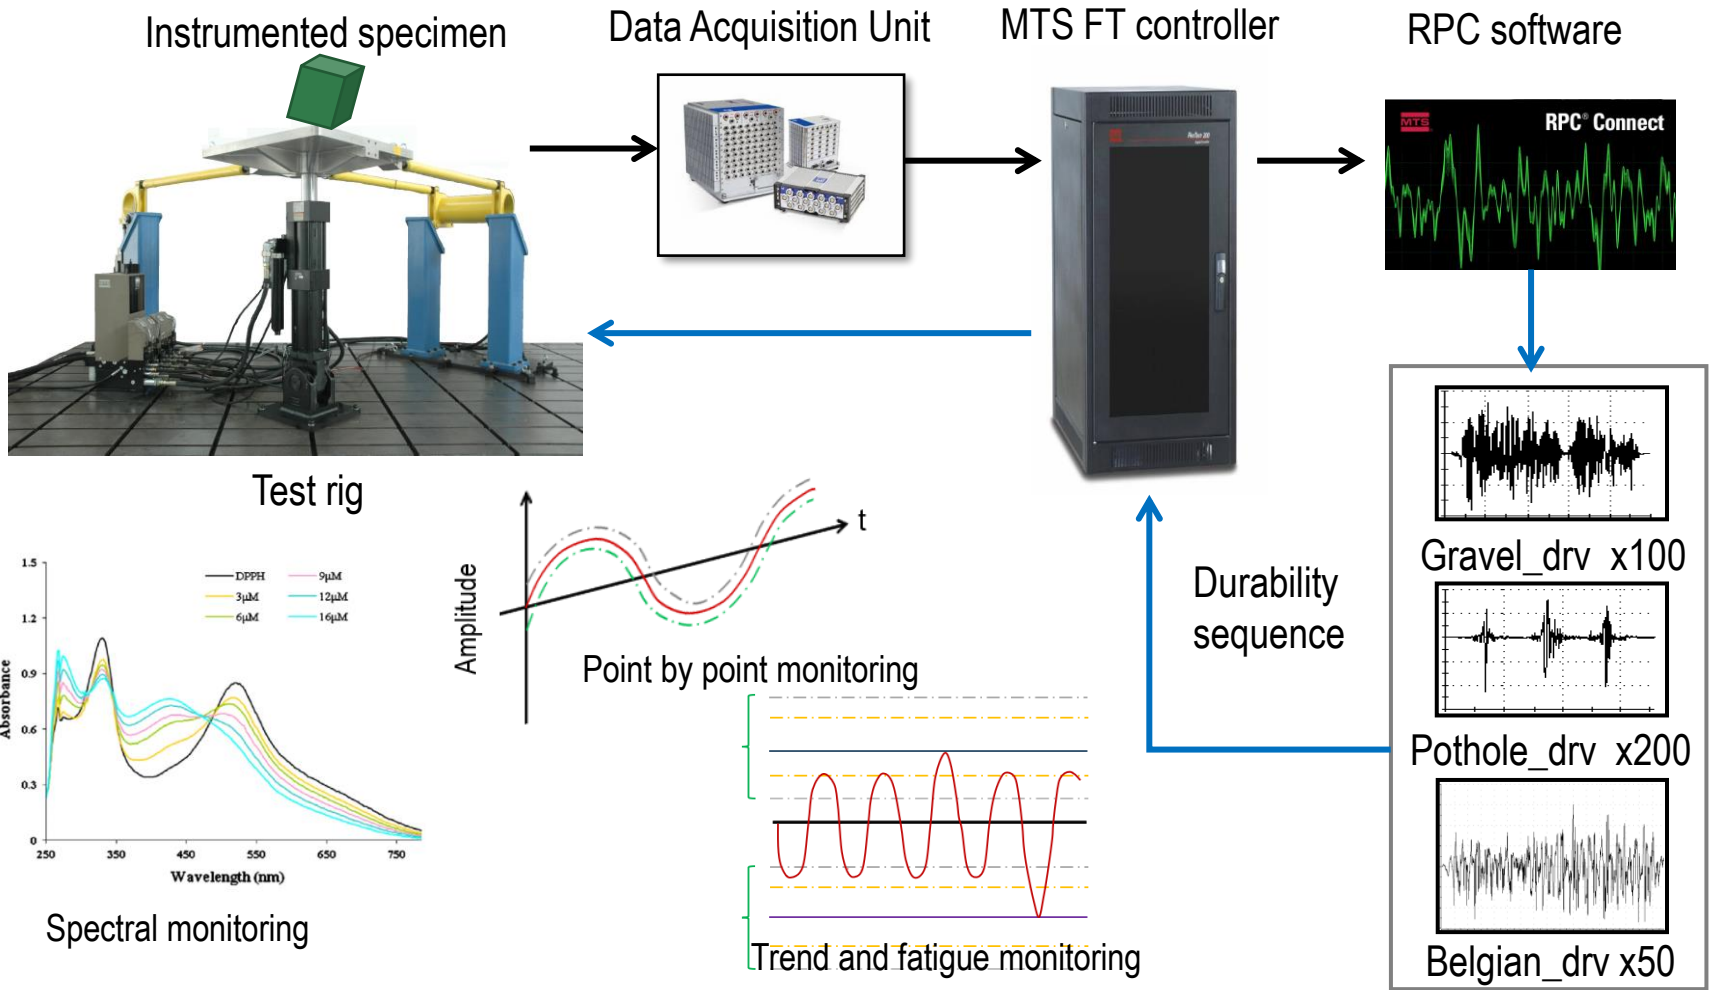 Instrumented specimen
Data Acquisition Unit
MTS FT controller
RPC software
MTS
RPC® Connect
Test rig
t
Amplitude
Point by point monitoring
Durability
sequence
Gravel_drv x100
Pothole_drv x200
Belgian_drv x50
1.5
1.2
0.9
0.6
0.3
0
DPPH
3µM
6µM
9µM
12µM
16µM
Absorbance
250
350
450
550
650
750
Wavelength (nm)
Spectral monitoring
Trend and fatigue monitoring